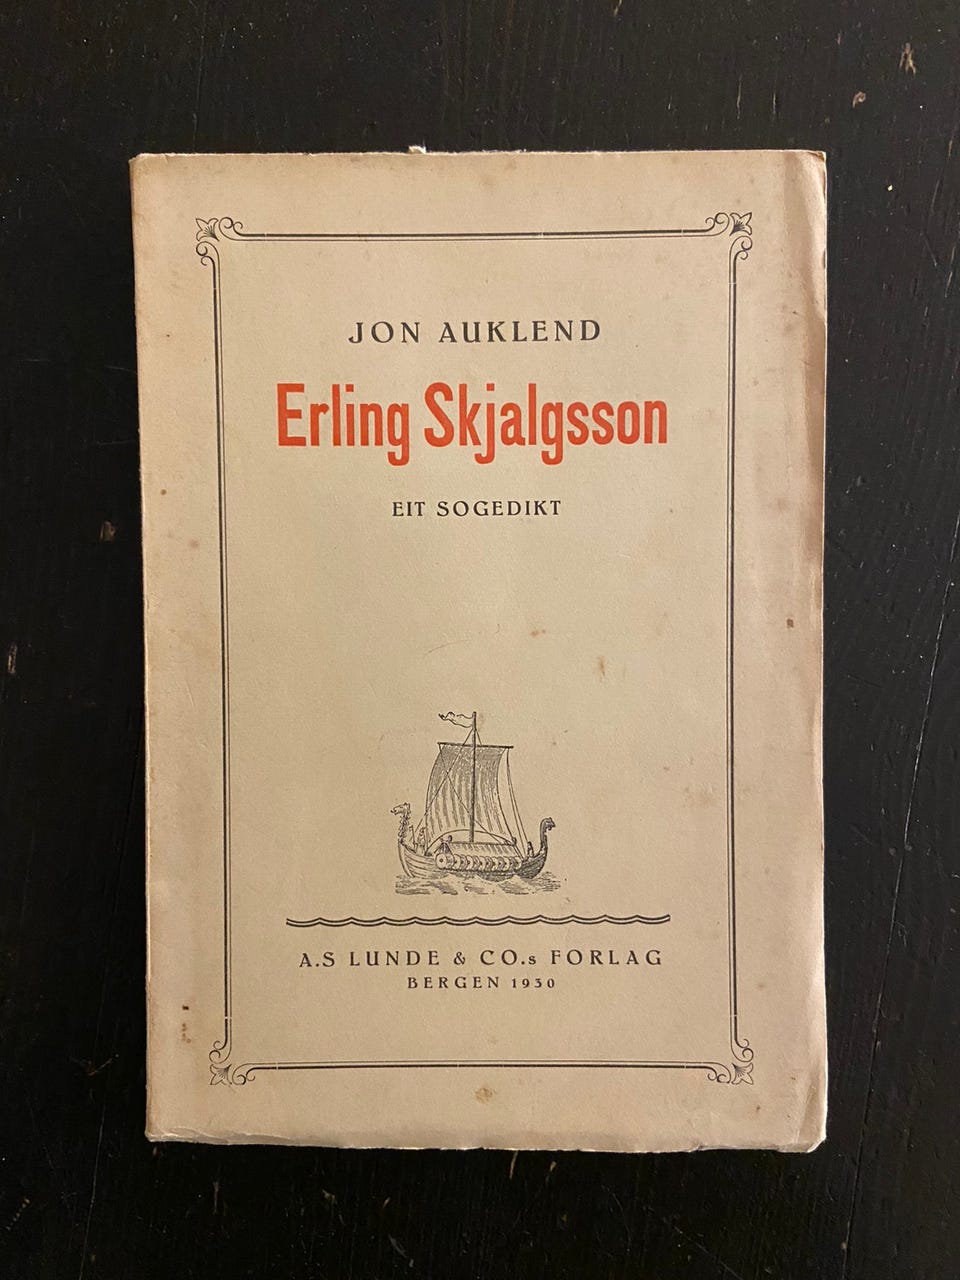 JON AUKLEND
Erling Skjalgsson
EIT SOGEDIKT
A.S LUNDE & CO.s FORLAG
BERGEN 1930